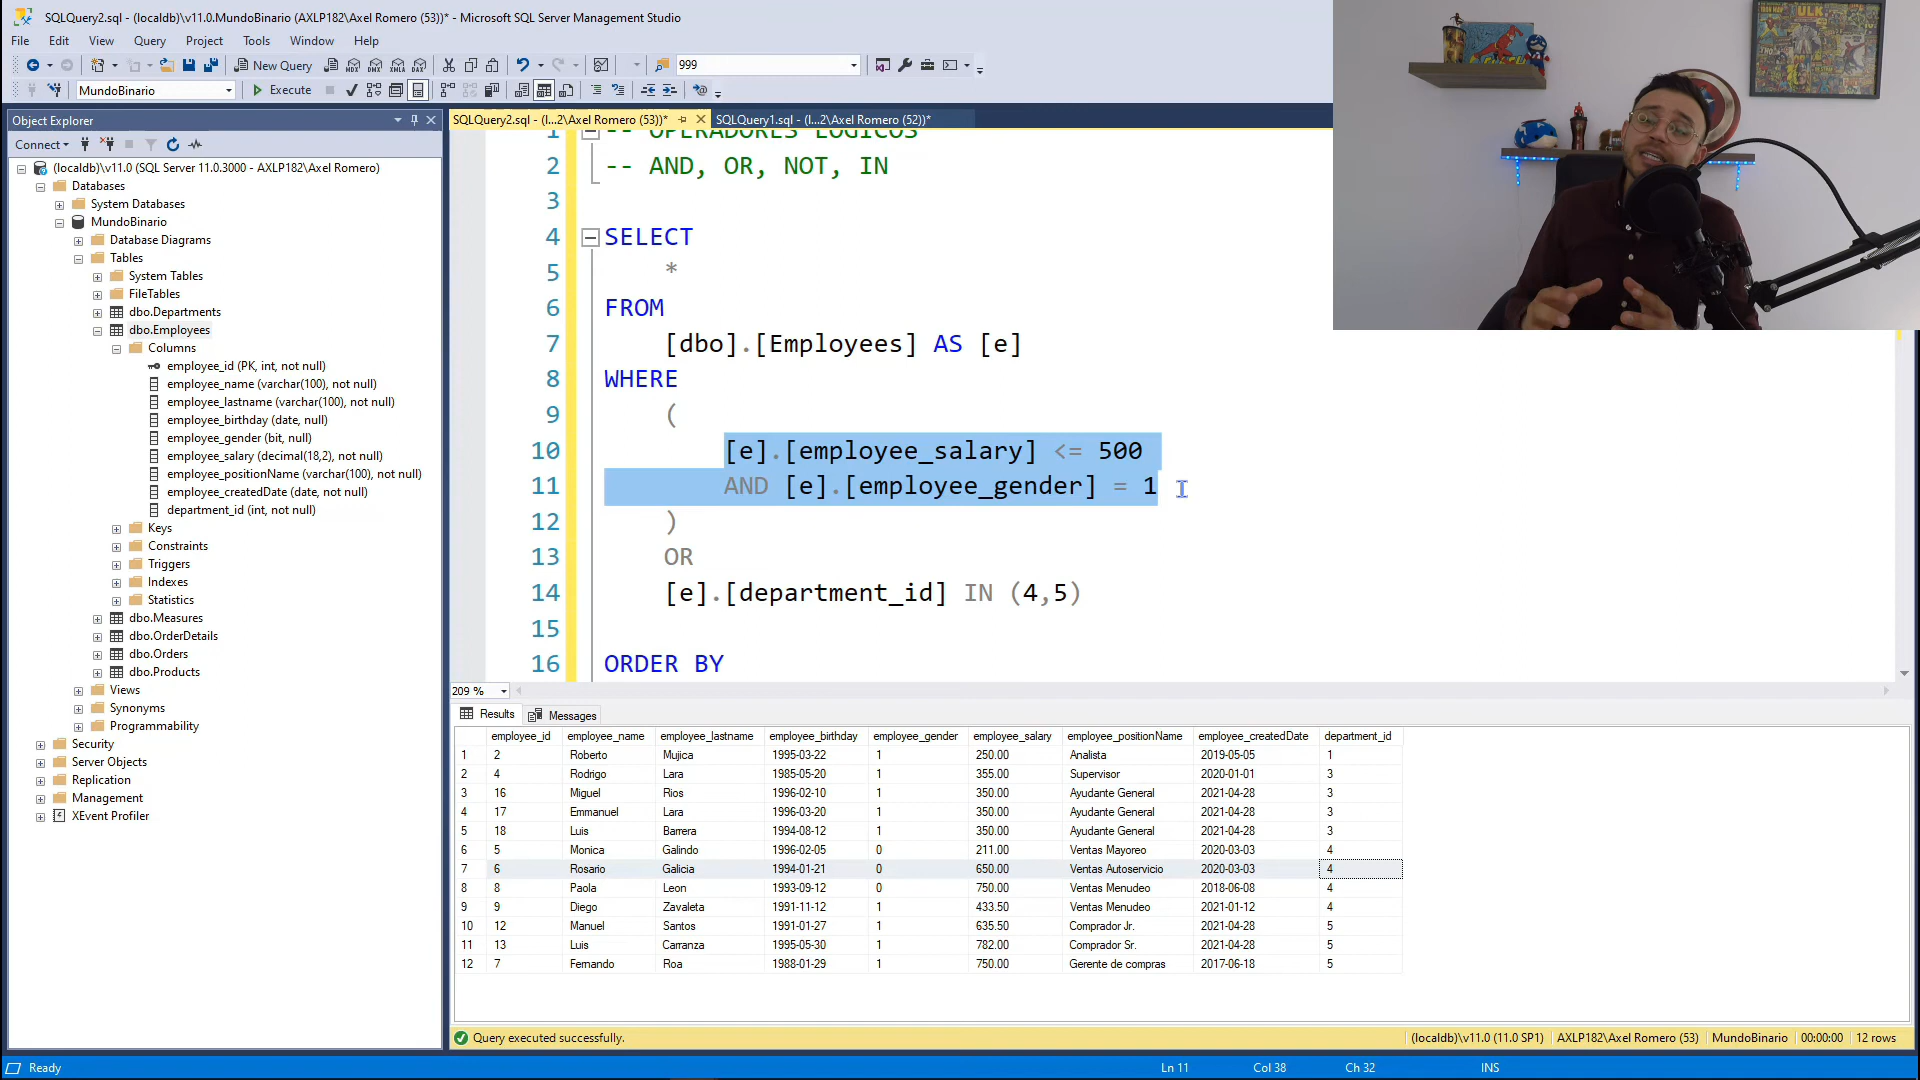 SQLQuery2.sql - (localdb)\v11.0.MundoBinario (AXLP182\Axel Romero (53))* - Microsoft SQL Server Management Studio
File Edit View Query Project Tools Window Help
New Query 999
MundoBinario Execute
Object Explorer
Connect
(localdb)\v11.0 (SQL Server 11.0.3000 - AXLP182\Axel Romero)
Databases
System Databases
MundoBinario
Database Diagrams
Tables
System Tables
FileTables
dbo.Departments
dbo.Employees
Columns
employee_id (PK, int, not null)
employee_name (varchar(100), not null)
employee_lastname (varchar(100), not null)
employee_birthday (date, null)
employee_gender (bit, null)
employee_salary (decimal(18,2), not null)
employee_positionName (varchar(100), not null)
employee_createdDate (date, not null)
department_id (int, not null)
Keys
Constraints
Triggers
Indexes
Statistics
dbo.Measures
dbo.OrderDetails
dbo.Orders
dbo.Products
Views
Synonyms
Programmability
Security
Server Objects
Replication
Management
XEvent Profiler
SQLQuery2.sql - (l...2\Axel Romero (53))* SQLQuery1.sql - (l...2\Axel Romero (52))*
1 -- OPERADORES LOGICOS
2 -- AND, OR, NOT, IN
3
4 SELECT
5 *
6 FROM
7 [dbo].[Employees] AS [e]
8 WHERE
9 (
10 [e].[employee_salary] <= 500
11 AND [e].[employee_gender] = 1
12 )
13 OR
14 [e].[department_id] IN (4,5)
15
16 ORDER BY
209 %
Results Messages
employee_id employee_name employee_lastname employee_birthday employee_gender employee_salary employee_positionName employee_createdDate department_id
1 2 Roberto Mujica 1995-03-22 1 250.00 Analista 2019-05-05 1
2 4 Rodrigo Lara 1985-05-20 1 355.00 Supervisor 2020-01-01 3
3 16 Miguel Rios 1996-02-10 1 350.00 Ayudante General 2021-04-28 3
4 17 Emmanuel Lara 1996-03-20 1 350.00 Ayudante General 2021-04-28 3
5 18 Luis Barrera 1994-08-12 1 350.00 Ayudante General 2021-04-28 3
6 5 Monica Galindo 1996-02-05 0 211.00 Ventas Mayoreo 2020-03-03 4
7 6 Rosario Galicia 1994-01-21 0 650.00 Ventas Autoservicio 2020-03-03 4
8 8 Paola Leon 1993-09-12 0 750.00 Ventas Menudeo 2018-06-08 4
9 9 Diego Zavaleta 1991-11-12 1 433.50 Ventas Menudeo 2021-01-12 4
10 12 Manuel Santos 1991-01-27 1 635.50 Comprador Jr. 2021-04-28 5
11 13 Luis Carranza 1995-05-30 1 782.00 Comprador Sr. 2021-04-28 5
12 7 Fernando Roa 1988-01-29 1 750.00 Gerente de compras 2017-06-18 5
Query executed successfully. (localdb)\v11.0 (11.0 SP1) AXLP182\Axel Romero (53) MundoBinario 00:00:00 12 rows
Ready Ln 11 Col 38 Ch 32 INS